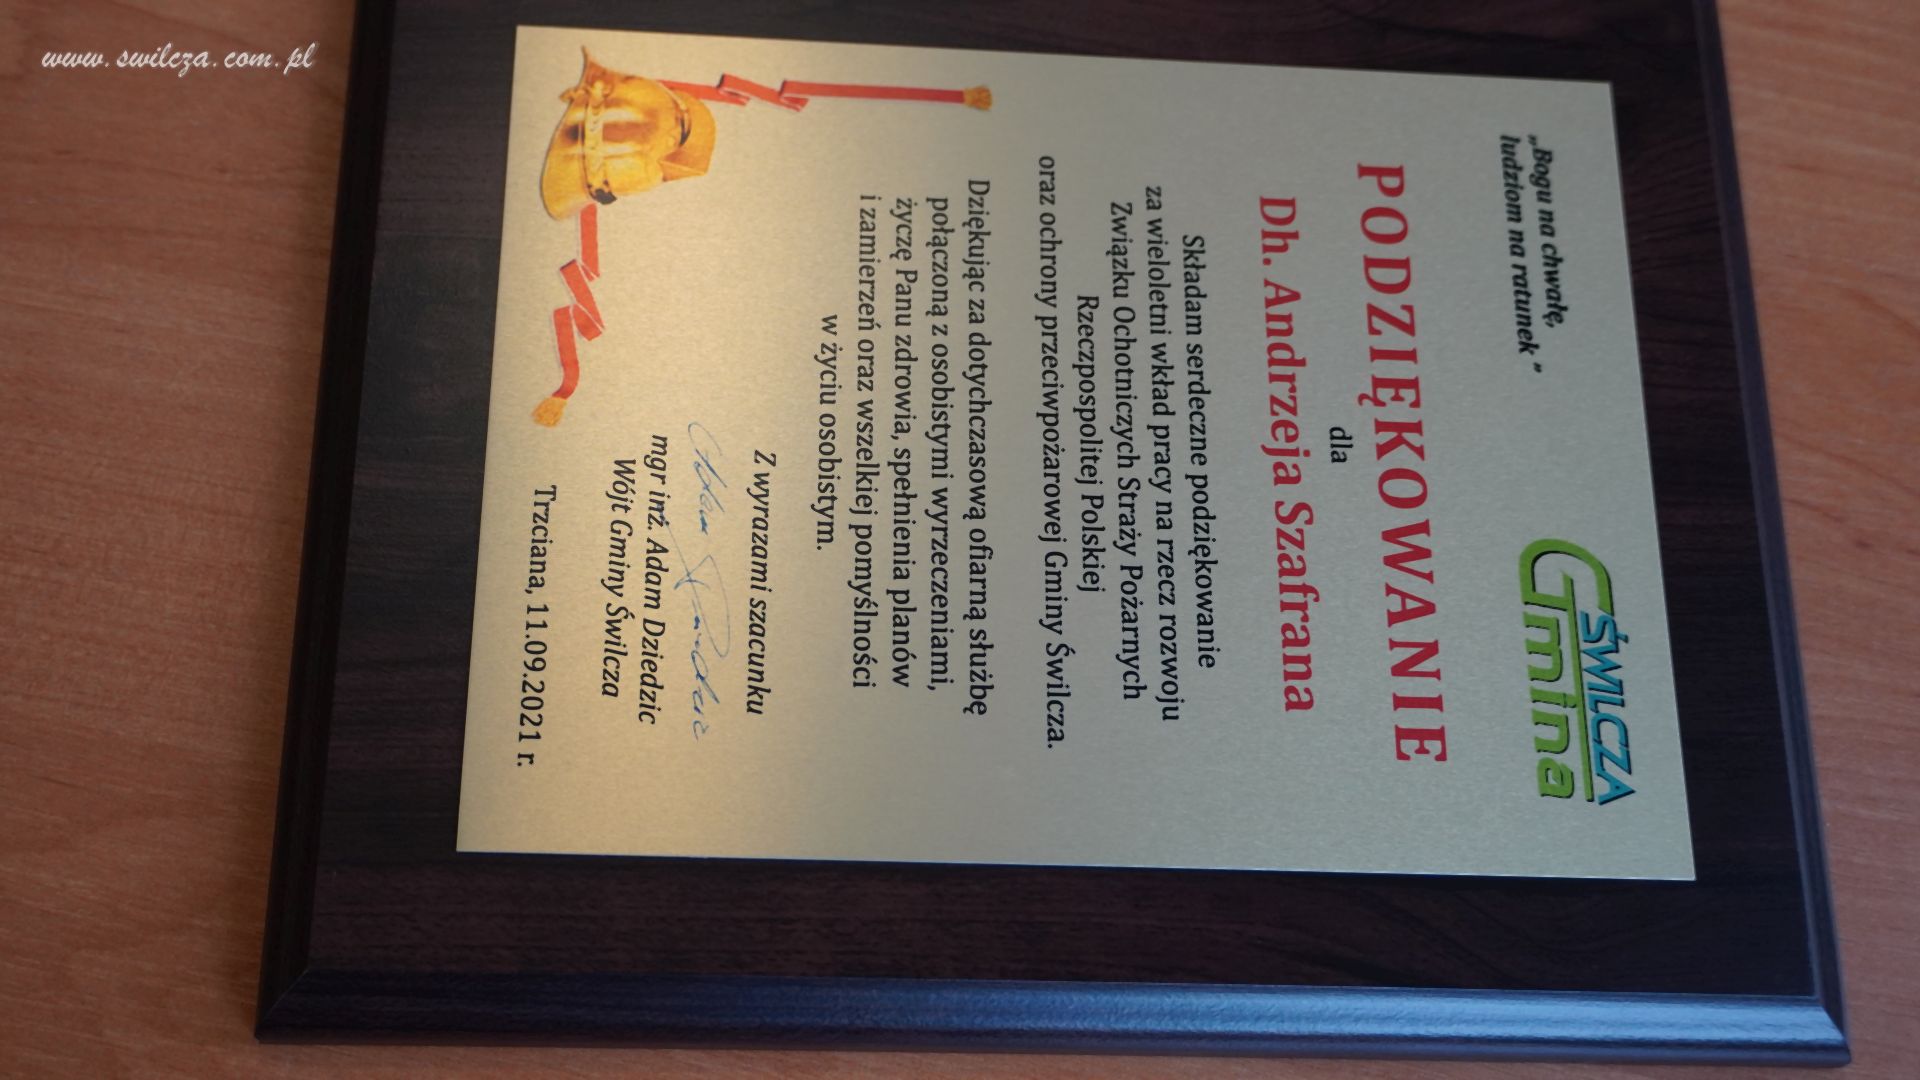 www.swilcza.com.pl
„Bogu na chwałę,
ludziom na ratunek”
Gmina
ŚWILCZA
PODZIĘKOWANIE
dla
Dh. Andrzeja Szafrana
Składam serdeczne podziękowanie
za wieloletni wkład pracy na rzecz rozwoju
Związku Ochotniczych Straży Pożarnych
Rzeczpospolitej Polskiej
oraz ochrony przeciwpożarowej Gminy Świlcza.
Dziękując za dotychczasową ofiarną służbę
połączoną z osobistymi wyrzeczeniami,
życzę Panu zdrowia, spełnienia planów
i zamierzeń oraz wszelkiej pomyślności
w życiu osobistym.
Z wyrazami szacunku
mgr inż. Adam Dziedzic
Wójt Gminy Świlcza
Trzciana, 11.09.2021 r.